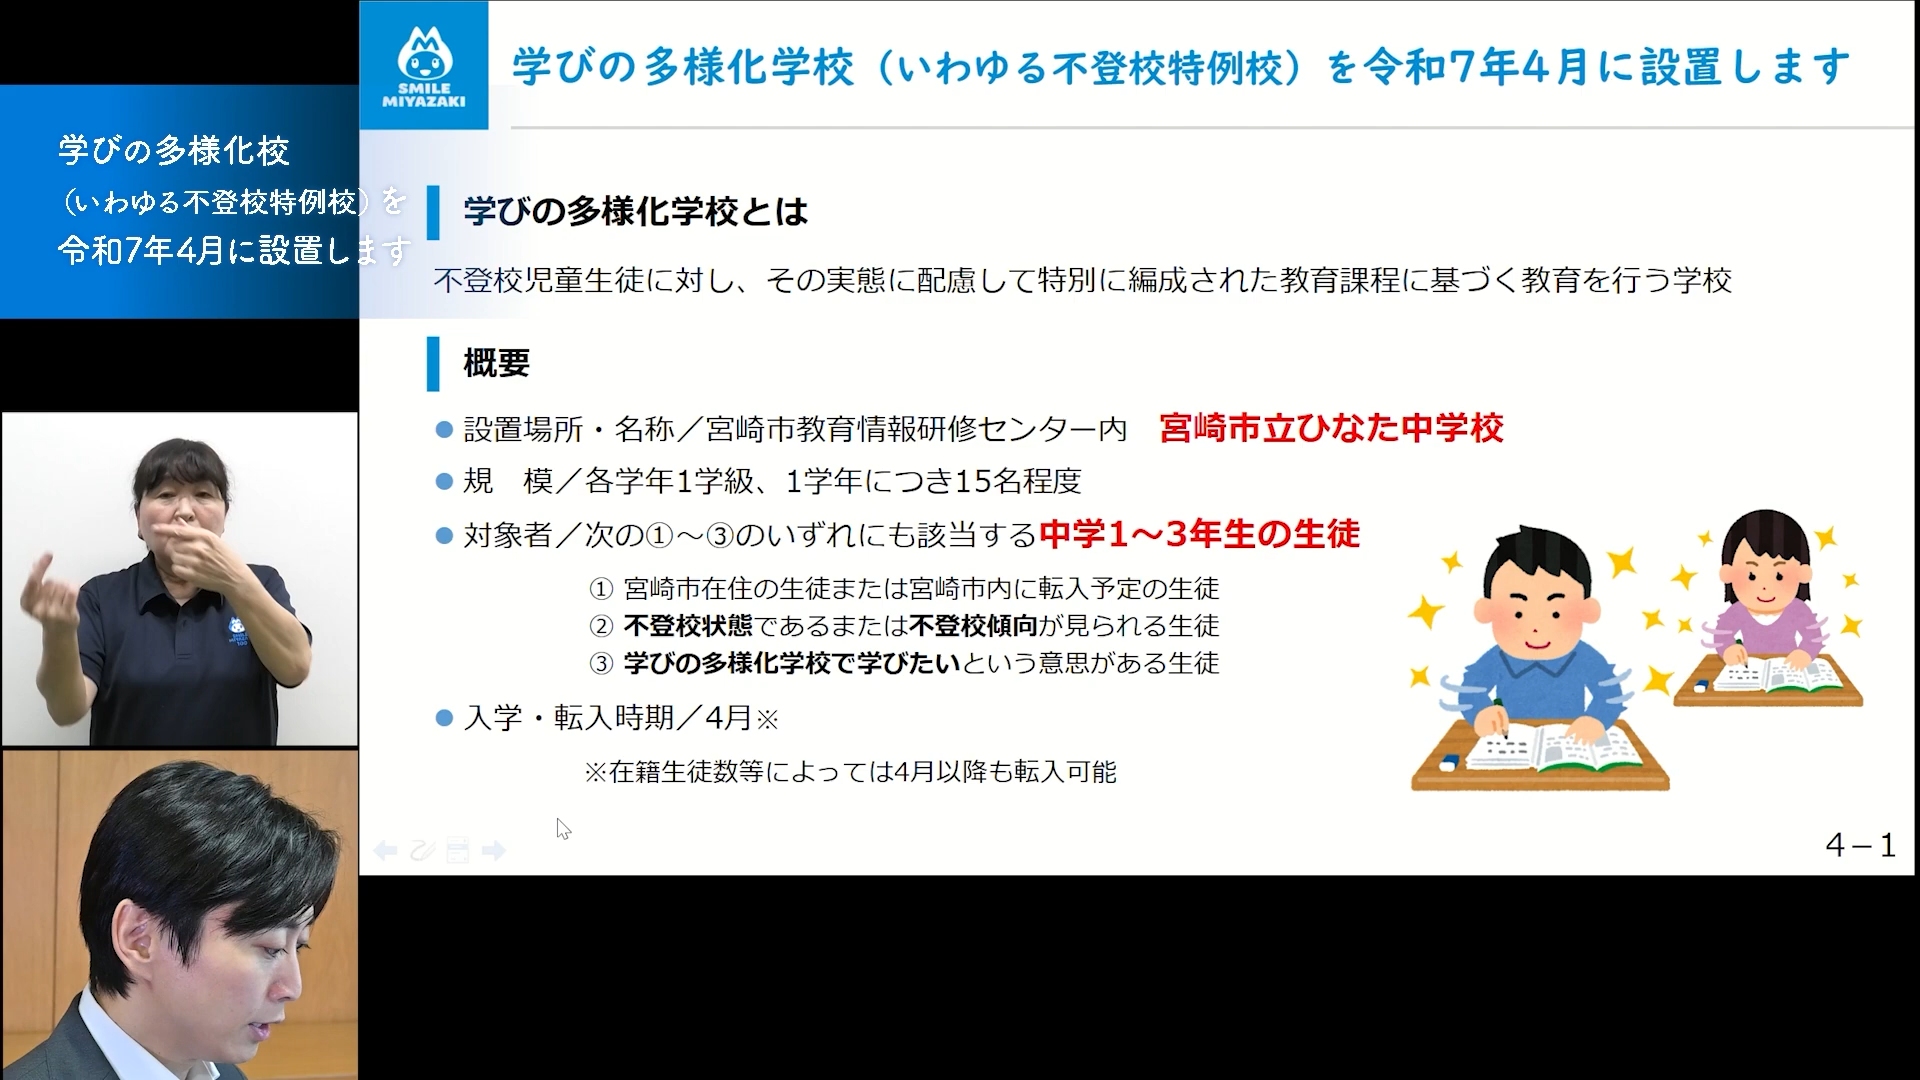 SMILE
MIYAZAKI
学びの多様化学校（いわゆる不登校特例校）を令和7年4月に設置します
学びの多様化校
（いわゆる不登校特例校）を
令和7年4月に設置します
学びの多様化学校とは
不登校児童生徒に対し、その実態に配慮して特別に編成された教育課程に基づく教育を行う学校
概要
● 設置場所・名称／宮崎市教育情報研修センター内　宮崎市立ひなた中学校
● 規　模／各学年1学級、1学年につき15名程度
● 対象者／次の①～③のいずれにも該当する中学1～3年生の生徒
① 宮崎市在住の生徒または宮崎市内に転入予定の生徒
② 不登校状態であるまたは不登校傾向が見られる生徒
③ 学びの多様化学校で学びたいという意思がある生徒
● 入学・転入時期／4月※
※在籍生徒数等によっては4月以降も転入可能
4－1